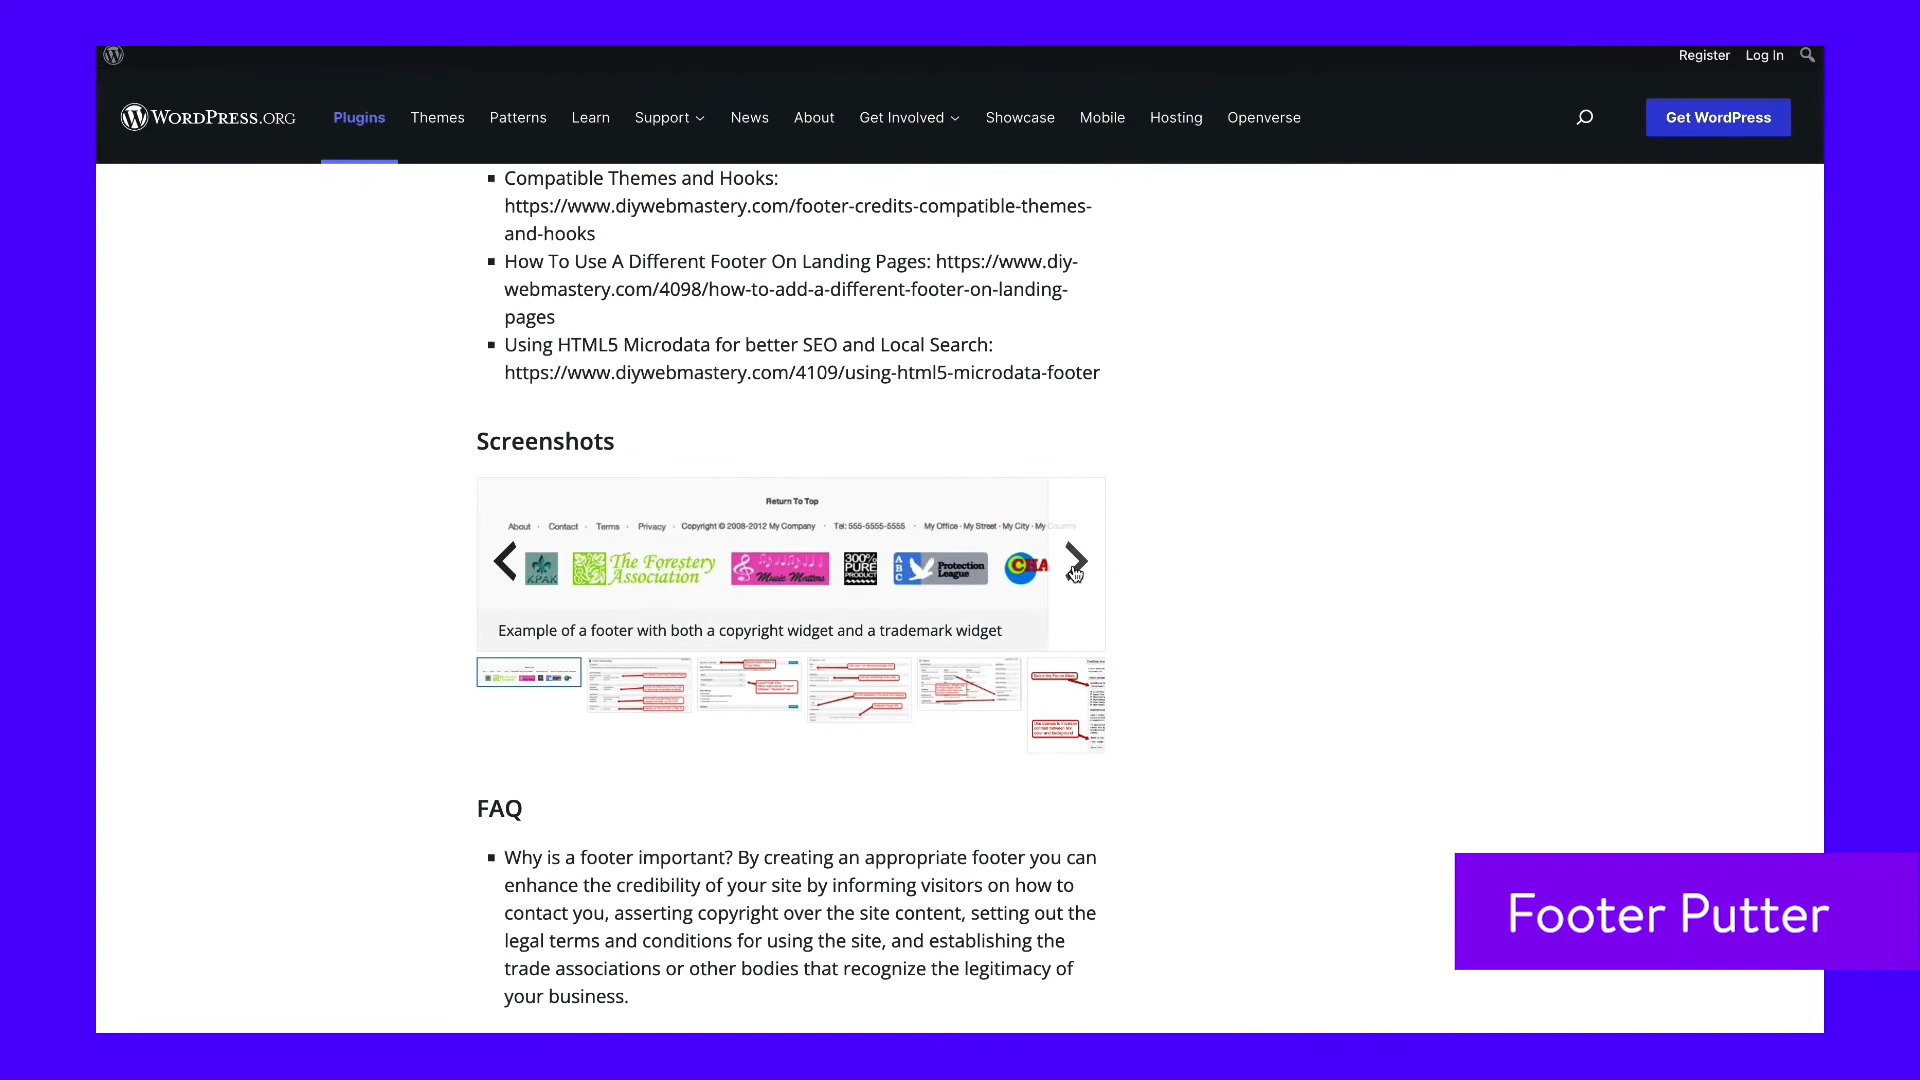 Register Log In
WORDPRESS.ORG Plugins Themes Patterns Learn Support News About Get Involved Showcase Mobile Hosting Openverse Get WordPress
▪ Compatible Themes and Hooks:
https://www.diywebmastery.com/footer-credits-compatible-themes-
and-hooks
▪ How To Use A Different Footer On Landing Pages: https://www.diy-
webmastery.com/4098/how-to-add-a-different-footer-on-landing-
pages
▪ Using HTML5 Microdata for better SEO and Local Search:
https://www.diywebmastery.com/4109/using-html5-microdata-footer
Screenshots
Return To Top
About · Contact · Terms · Privacy Copyright © 2008-2012 My Company · Tel: 555-5555-5555 · My Office · My Street · My City · My Country
KPAK The Forestery Association Music Matters 300% PURE PRODUCT ABC Protection League CHA
Example of a footer with both a copyright widget and a trademark widget
FAQ
▪ Why is a footer important? By creating an appropriate footer you can
enhance the credibility of your site by informing visitors on how to
contact you, asserting copyright over the site content, setting out the
legal terms and conditions for using the site, and establishing the
trade associations or other bodies that recognize the legitimacy of
your business.
Footer Putter